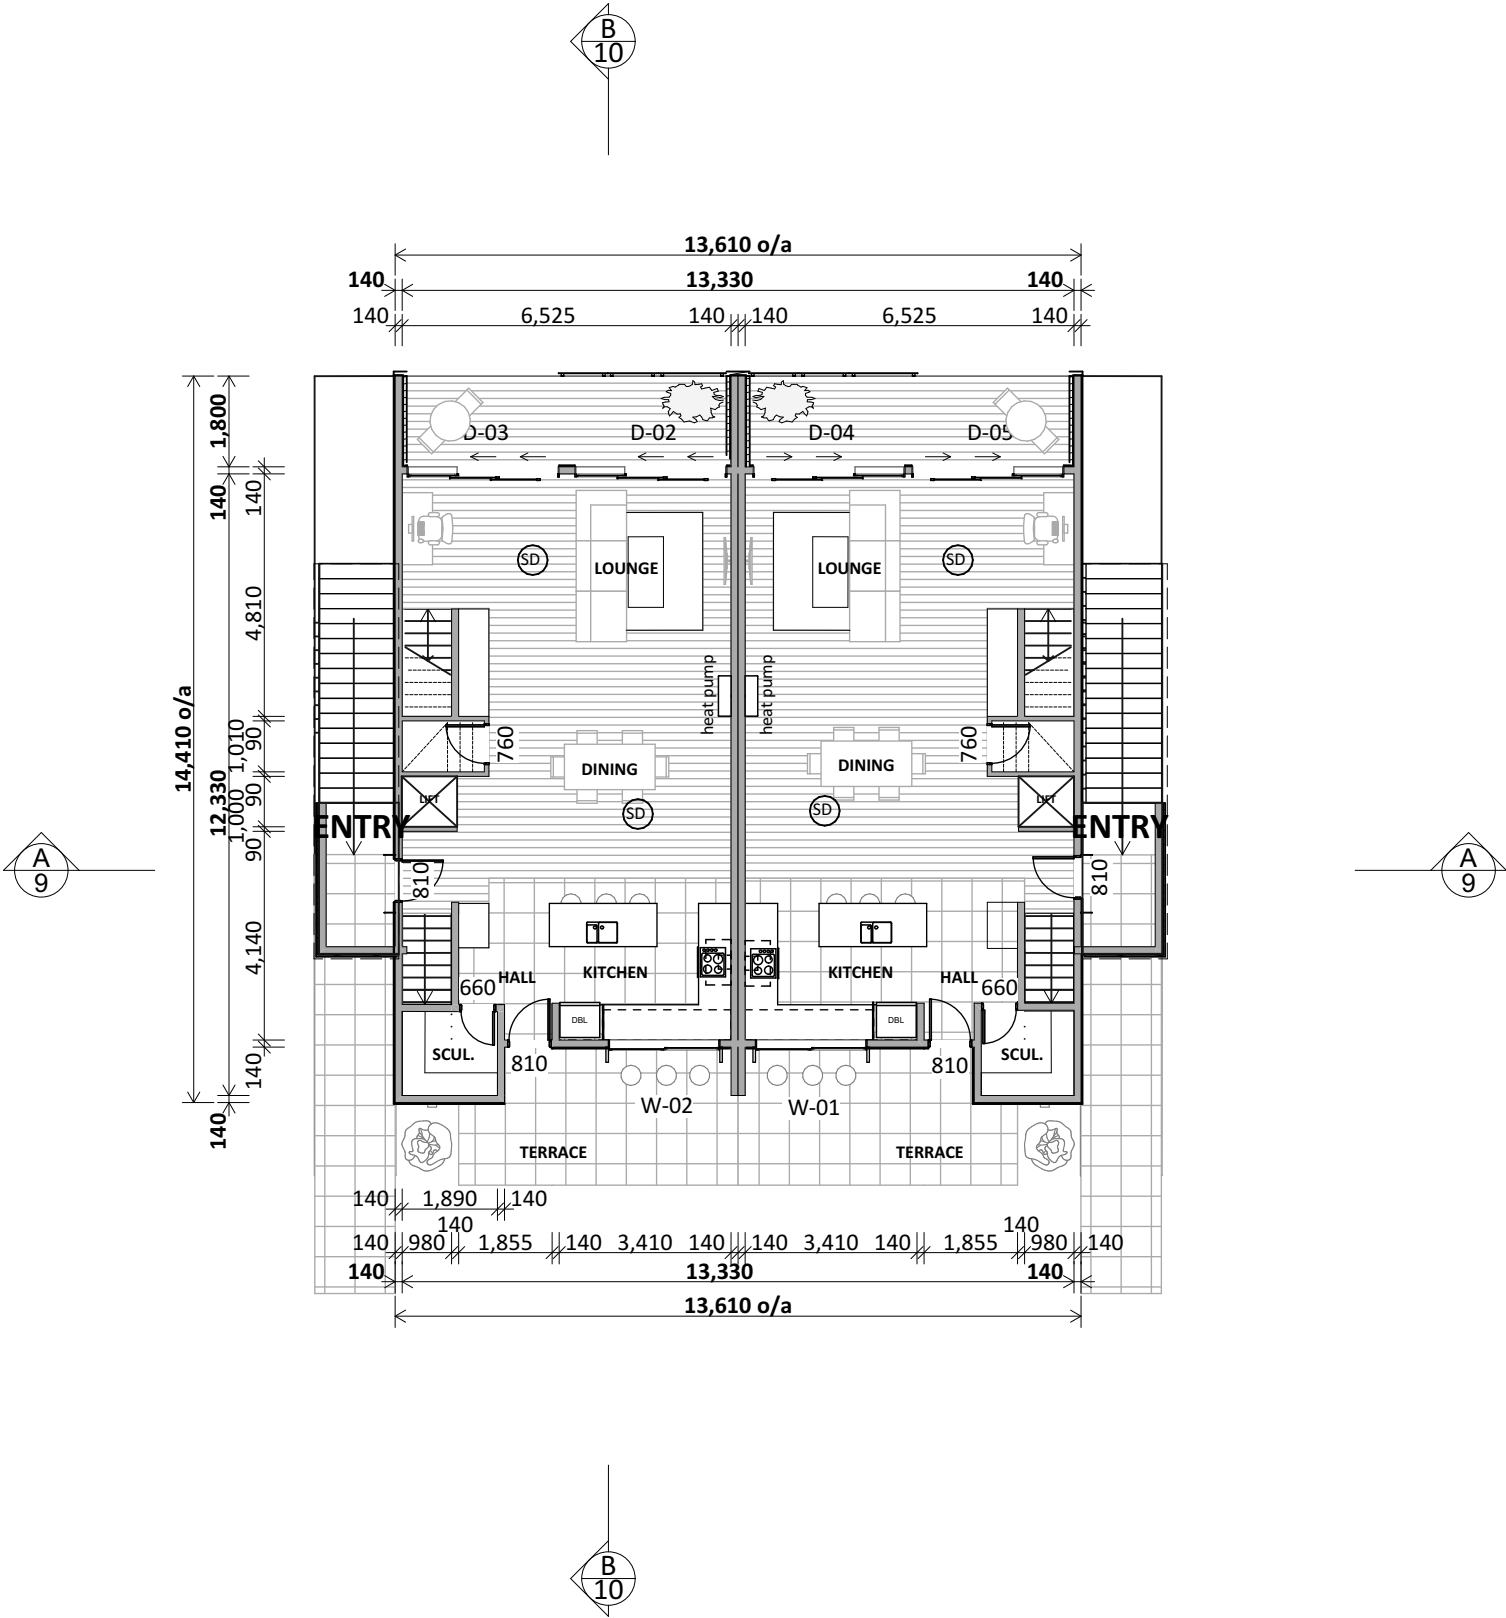 B
10
13,610 o/a
140 13,330 140
140 6,525 140 140 6,525 140
1,800
D-03 D-02 D-04 D-05
140 140
SD LOUNGE LOUNGE SD
4,810
heat pump heat pump
14,410 o/a
12,330
90
1,010
760 760
DINING DINING
90
1,000
LIFT LIFT
SD SD
ENTRY ENTRY
90
A
9
A
9
810 810
4,140
HALL KITCHEN KITCHEN HALL
660 660
DBL DBL
SCUL. SCUL.
810 810
140
W-02 W-01
140
TERRACE TERRACE
140 1,890 140
140 140
140 980 1,855 140 3,410 140 140 3,410 140 1,855 980 140
140 13,330 140
13,610 o/a
B
10